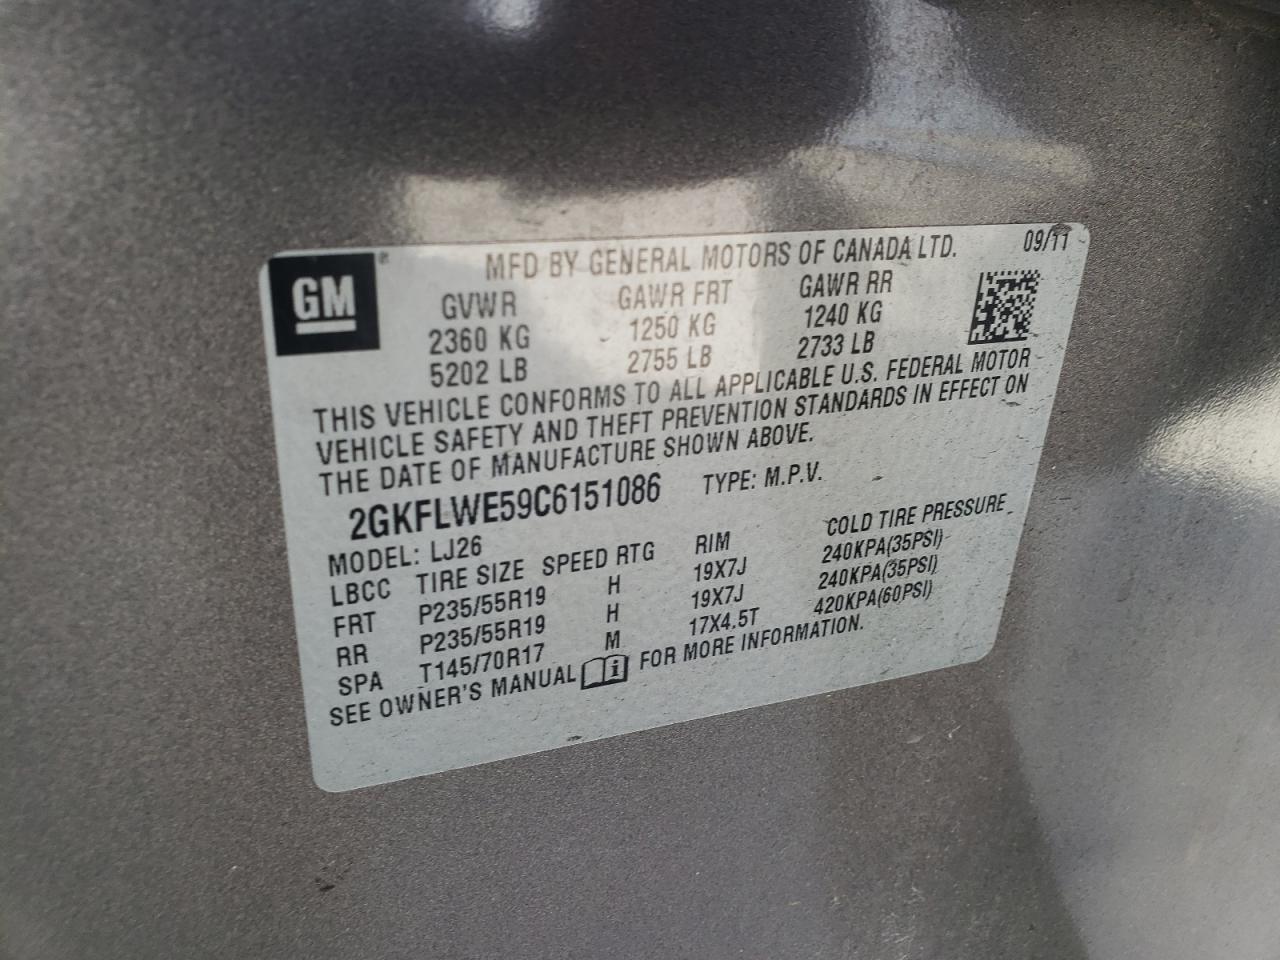 GM®
MFD BY GENERAL MOTORS OF CANADA LTD. 09/11
GVWR GAWR FRT GAWR RR
2360 KG 1250 KG 1240 KG
5202 LB 2755 LB 2733 LB
THIS VEHICLE CONFORMS TO ALL APPLICABLE U.S. FEDERAL MOTOR
VEHICLE SAFETY AND THEFT PREVENTION STANDARDS IN EFFECT ON
THE DATE OF MANUFACTURE SHOWN ABOVE.
2GKFLWE59C6151086 TYPE: M.P.V.
MODEL: LJ26
LBCC TIRE SIZE SPEED RTG RIM COLD TIRE PRESSURE
FRT P235/55R19 H 19X7J 240KPA(35PSI)
RR P235/55R19 H 19X7J 240KPA(35PSI)
SPA T145/70R17 M 17X4.5T 420KPA(60PSI)
SEE OWNER'S MANUAL i FOR MORE INFORMATION.